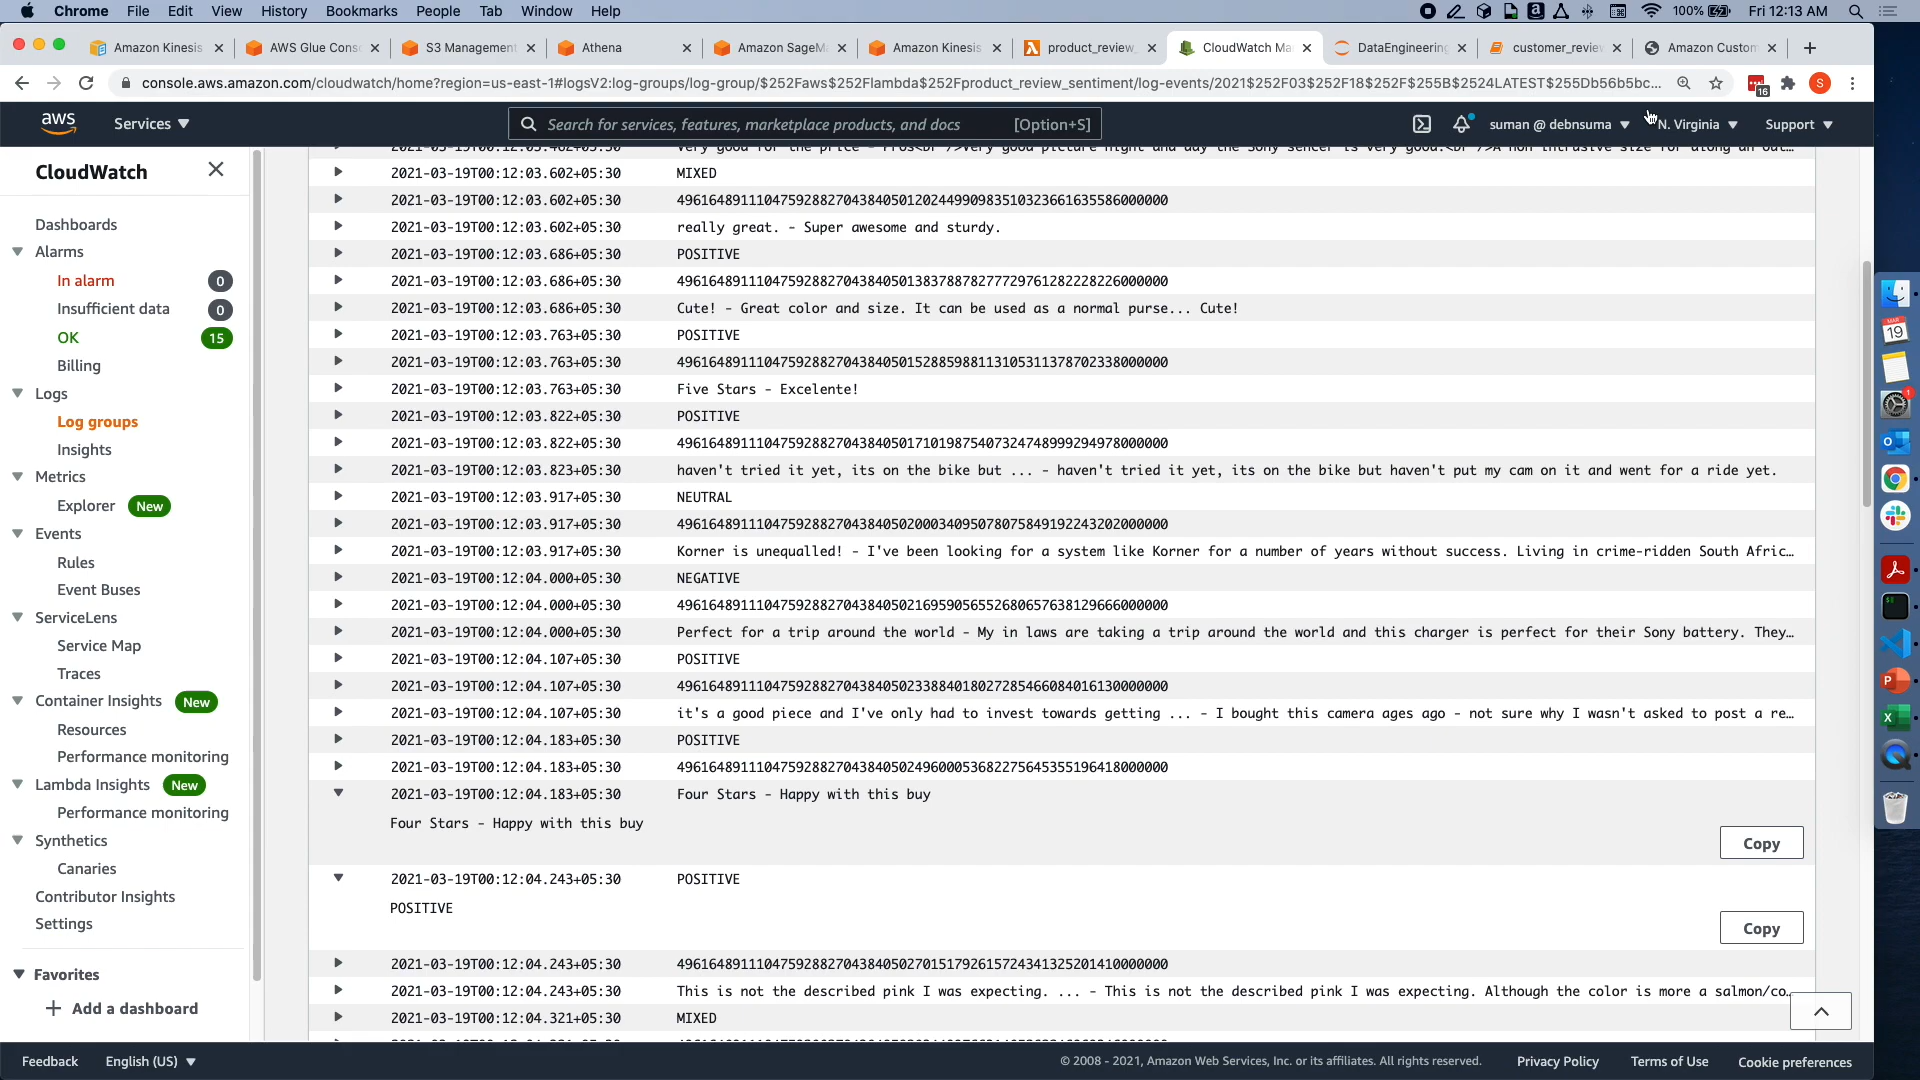 Chrome File Edit View History Bookmarks People Tab Window Help 100% Fri 12:13 AM
Amazon Kinesis AWS Glue Cons S3 Management Athena Amazon SageM Amazon Kinesis product_review_ CloudWatch Ma DataEngineering customer_review Amazon Custom
console.aws.amazon.com/cloudwatch/home?region=us-east-1#logsV2:log-groups/log-group/$252Faws$252Flambda$252Fproduct_review_sentiment/log-events/2021$252F03$252F18$252F$255B$2524LATEST$255Db56b5bc... 16 S
aws Services Search for services, features, marketplace products, and docs [Option+S] suman @ debnsuma N. Virginia Support
CloudWatch
Dashboards
Alarms
In alarm 0
Insufficient data 0
OK 15
Billing
Logs
Log groups
Insights
Metrics
Explorer New
Events
Rules
Event Buses
ServiceLens
Service Map
Traces
Container Insights New
Resources
Performance monitoring
Lambda Insights New
Performance monitoring
Synthetics
Canaries
Contributor Insights
Settings
Favorites
Add a dashboard
2021-03-19T00:12:03.602+05:30 MIXED
2021-03-19T00:12:03.602+05:30
2021-03-19T00:12:03.602+05:30 really great. - Super awesome and sturdy.
2021-03-19T00:12:03.686+05:30 POSITIVE
2021-03-19T00:12:03.686+05:30
2021-03-19T00:12:03.686+05:30 Cute! - Great color and size. It can be used as a normal purse... Cute!
2021-03-19T00:12:03.763+05:30 POSITIVE
2021-03-19T00:12:03.763+05:30
2021-03-19T00:12:03.763+05:30 Five Stars - Excelente!
2021-03-19T00:12:03.822+05:30 POSITIVE
2021-03-19T00:12:03.822+05:30
2021-03-19T00:12:03.823+05:30 haven't tried it yet, its on the bike but ... - haven't tried it yet, its on the bike but haven't put my cam on it and went for a ride yet.
2021-03-19T00:12:03.917+05:30 NEUTRAL
2021-03-19T00:12:03.917+05:30
2021-03-19T00:12:03.917+05:30 Korner is unequalled! - I've been looking for a system like Korner for a number of years without success. Living in crime-ridden South Afric...
2021-03-19T00:12:04.000+05:30 NEGATIVE
2021-03-19T00:12:04.000+05:30
2021-03-19T00:12:04.000+05:30 Perfect for a trip around the world - My in laws are taking a trip around the world and this charger is perfect for their Sony battery. They...
2021-03-19T00:12:04.107+05:30 POSITIVE
2021-03-19T00:12:04.107+05:30
2021-03-19T00:12:04.107+05:30 it's a good piece and I've only had to invest towards getting ... - I bought this camera ages ago - not sure why I wasn't asked to post a re...
2021-03-19T00:12:04.183+05:30 POSITIVE
2021-03-19T00:12:04.183+05:30
2021-03-19T00:12:04.183+05:30 Four Stars - Happy with this buy
Four Stars - Happy with this buy
Copy
2021-03-19T00:12:04.243+05:30 POSITIVE
POSITIVE
Copy
2021-03-19T00:12:04.243+05:30
2021-03-19T00:12:04.243+05:30 This is not the described pink I was expecting. ... - This is not the described pink I was expecting. Although the color is more a salmon/co...
2021-03-19T00:12:04.321+05:30 MIXED
Feedback English (US) © 2008 - 2021, Amazon Web Services, Inc. or its affiliates. All rights reserved. Privacy Policy Terms of Use Cookie preferences